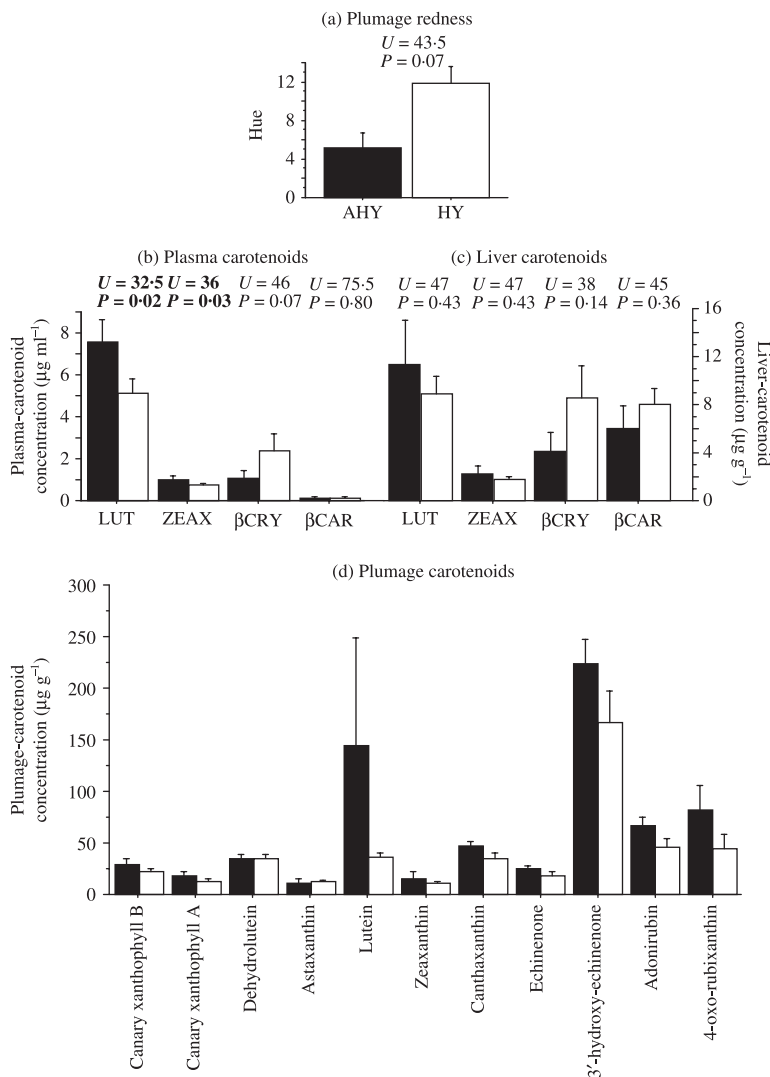 (a) Plumage redness
U = 43·5
P = 0·07
12
8
4
0
Hue
AHY HY
(b) Plasma carotenoids
U = 32·5 U = 36 U = 46 U = 75·5
P = 0·02 P = 0·03 P = 0·07 P = 0·80
8
6
4
2
0
Plasma-carotenoid
concentration (µg ml⁻¹)
LUT ZEAX βCRY βCAR
(c) Liver carotenoids
U = 47 U = 47 U = 38 U = 45
P = 0·43 P = 0·43 P = 0·14 P = 0·36
16
12
8
4
0
Liver-carotenoid
concentration (µg g⁻¹)
LUT ZEAX βCRY βCAR
(d) Plumage carotenoids
300
250
200
150
100
50
0
Plumage-carotenoid
concentration (µg g⁻¹)
Canary xanthophyll B
Canary xanthophyll A
Dehydrolutein
Astaxanthin
Lutein
Zeaxanthin
Canthaxanthin
Echinenone
3′-hydroxy-echinenone
Adonirubin
4-oxo-rubixanthin